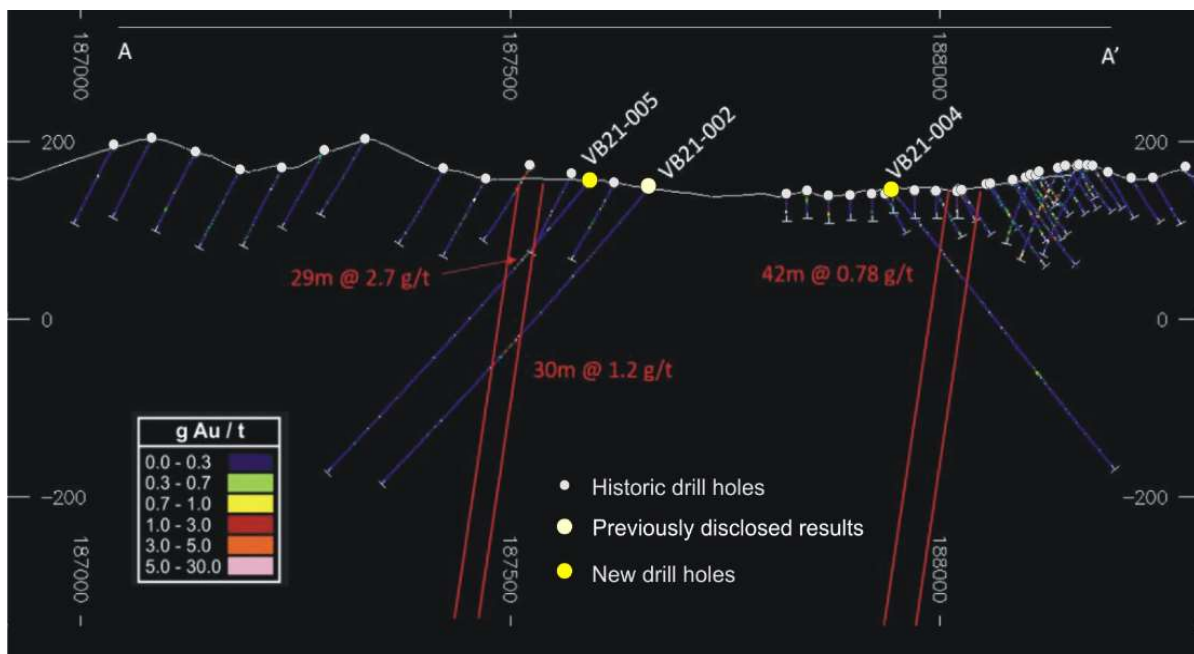 A
A’
187000
187500
188000
VB21-005
VB21-002
VB21-004
200
200
29m @ 2.7 g/t
42m @ 0.78 g/t
0
0
30m @ 1.2 g/t
g Au / t
0.0 - 0.3
0.3 - 0.7
0.7 - 1.0
1.0 - 3.0
3.0 - 5.0
5.0 - 30.0
Historic drill holes
Previously disclosed results
New drill holes
-200
-200
187000
187500
188000